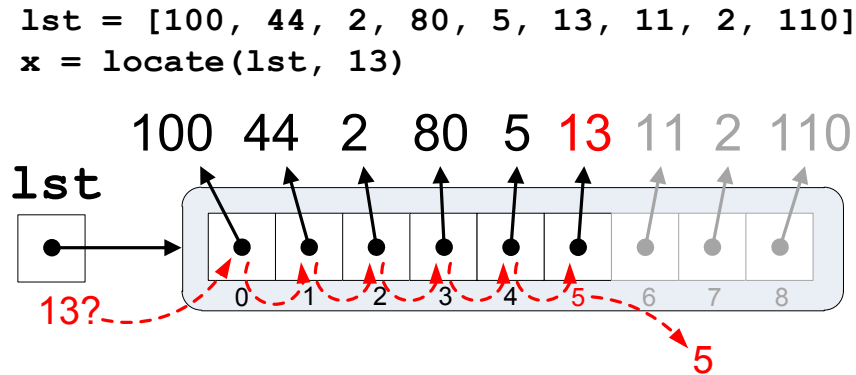 lst = [100, 44, 2, 80, 5, 13, 11, 2, 110]
x = locate(lst, 13)
100 44 2 80 5 13 11 2 110
lst
0 1 2 3 4 5 6 7 8
13?
5